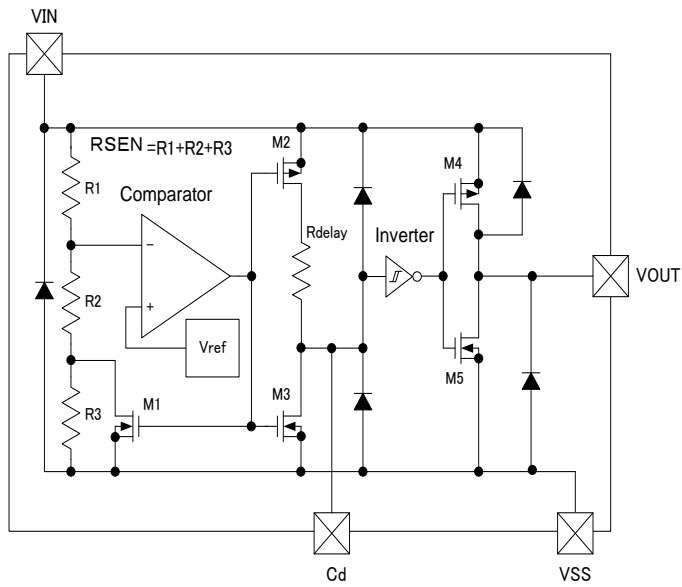 VIN
RSEN =R1+R2+R3
M2
M4
R1
Comparator
Rdelay
Inverter
−
VOUT
R2
+
Vref
M5
R3
M1
M3
Cd
VSS